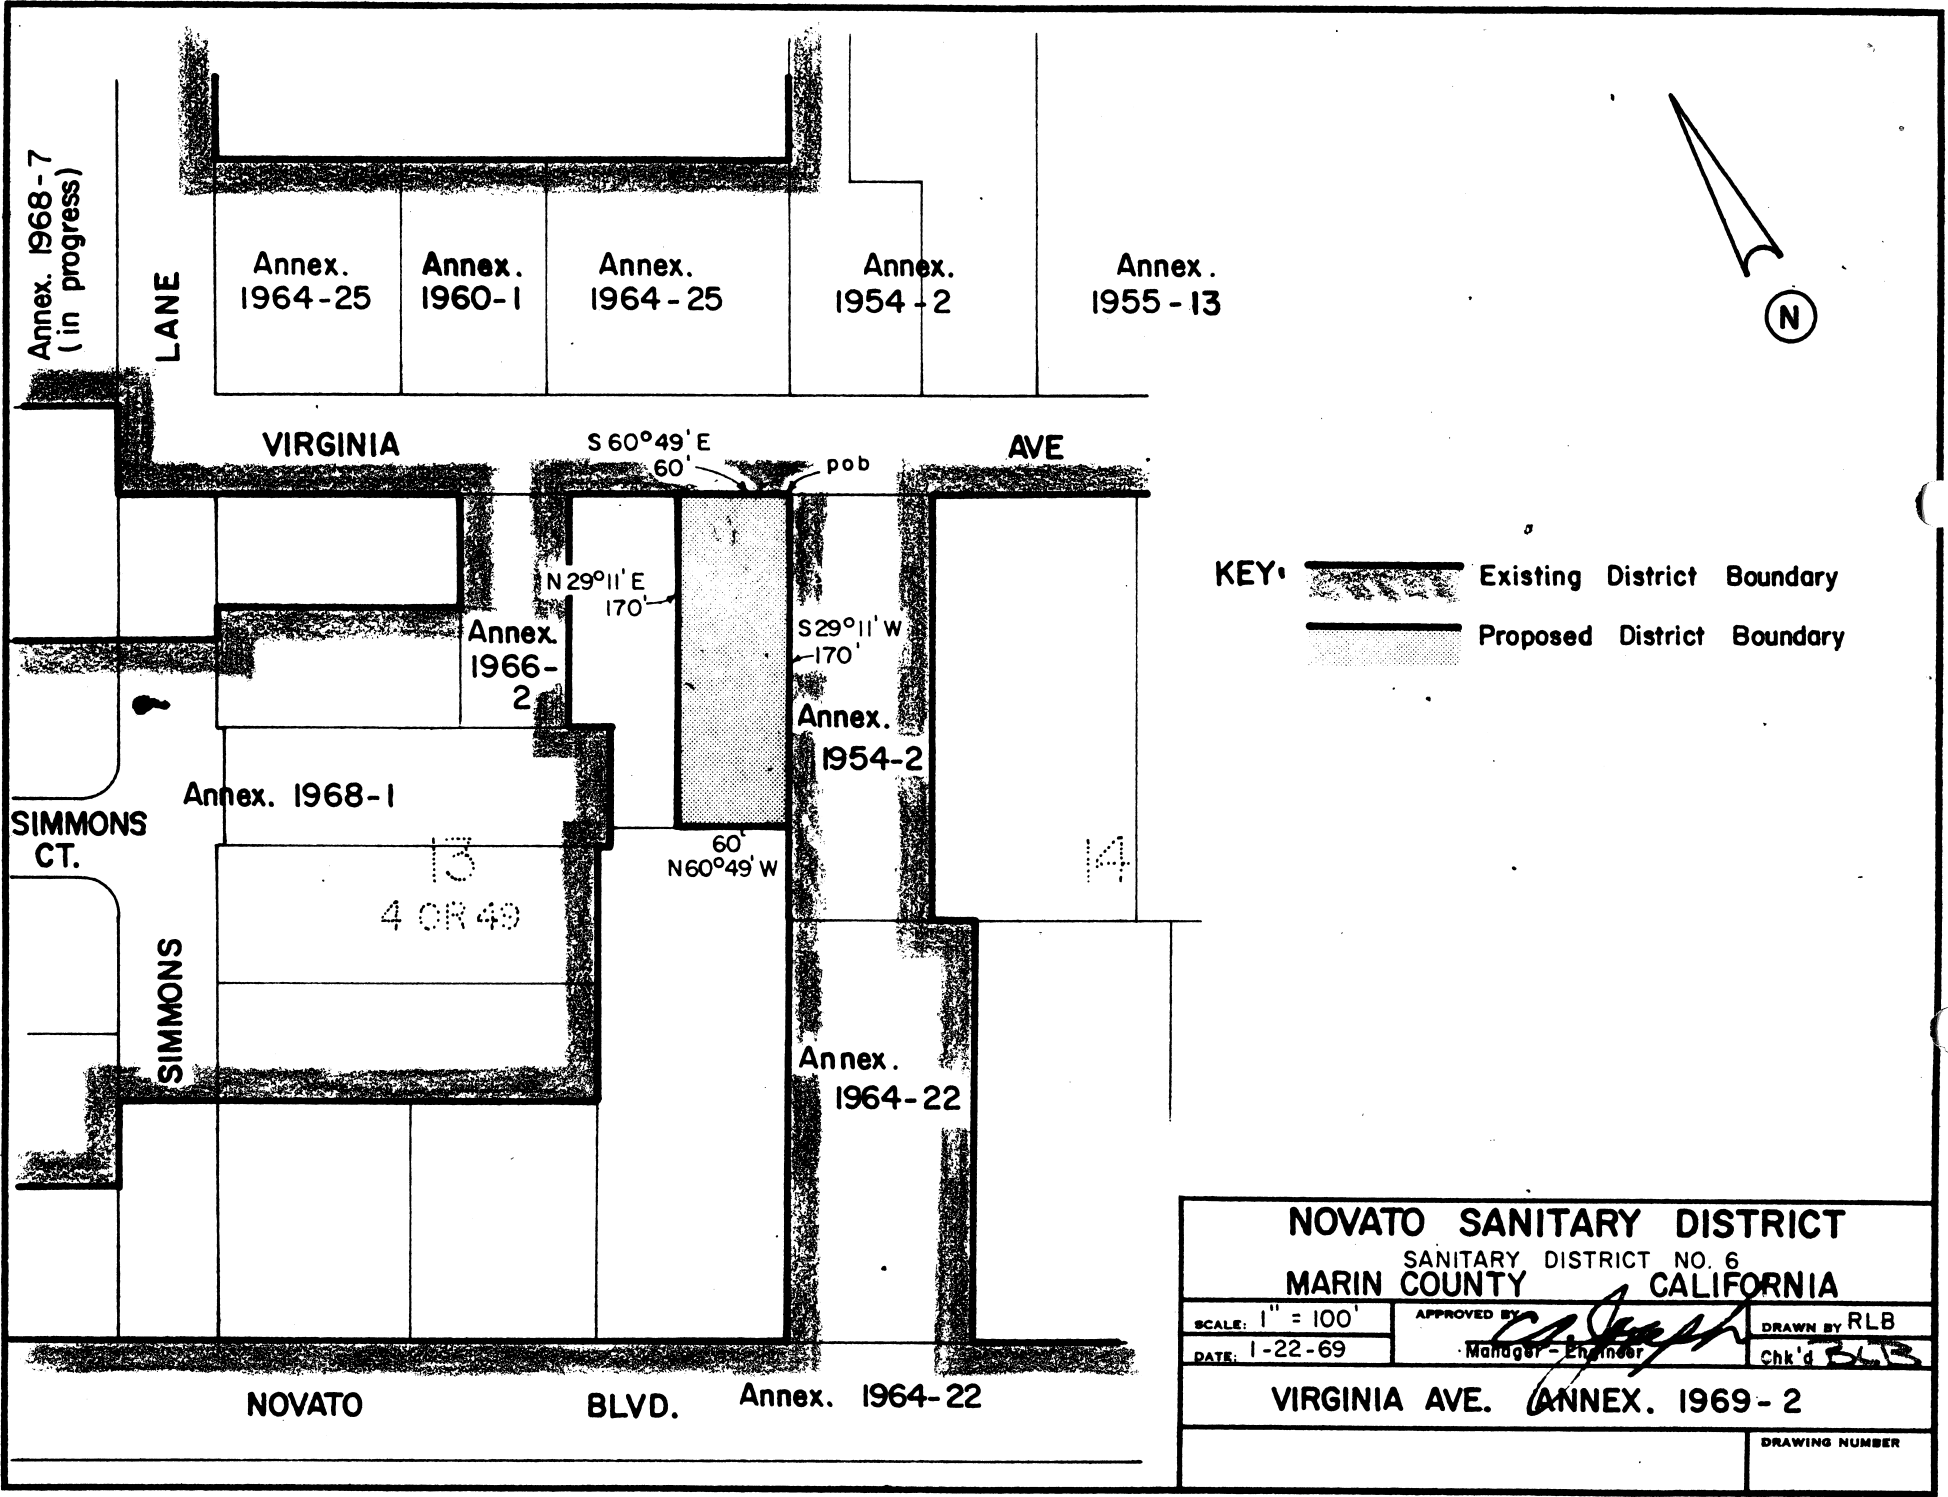 Annex. 1968-7
(in progress)
LANE
Annex.
1964-25
Annex.
1960-1
Annex.
1964-25
Annex.
1954-2
Annex.
1955-13
N
VIRGINIA
AVE
S 60°49' E
60'
pob
N 29°11' E
170'
S 29°11' W
170'
60'
N 60°49' W
KEY:
Existing District Boundary
Proposed District Boundary
Annex.
1966-
2
Annex.
1954-2
Annex. 1968-1
SIMMONS
CT.
13
4 OR 49
14
SIMMONS
Annex.
1964-22
NOVATO BLVD.
Annex. 1964-22
NOVATO SANITARY DISTRICT
SANITARY DISTRICT NO. 6
MARIN COUNTY CALIFORNIA
SCALE: 1" = 100'
DATE: 1-22-69
APPROVED BY
Manager - Engineer
DRAWN BY RLB
Chk'd BLB
VIRGINIA AVE. ANNEX. 1969-2
DRAWING NUMBER